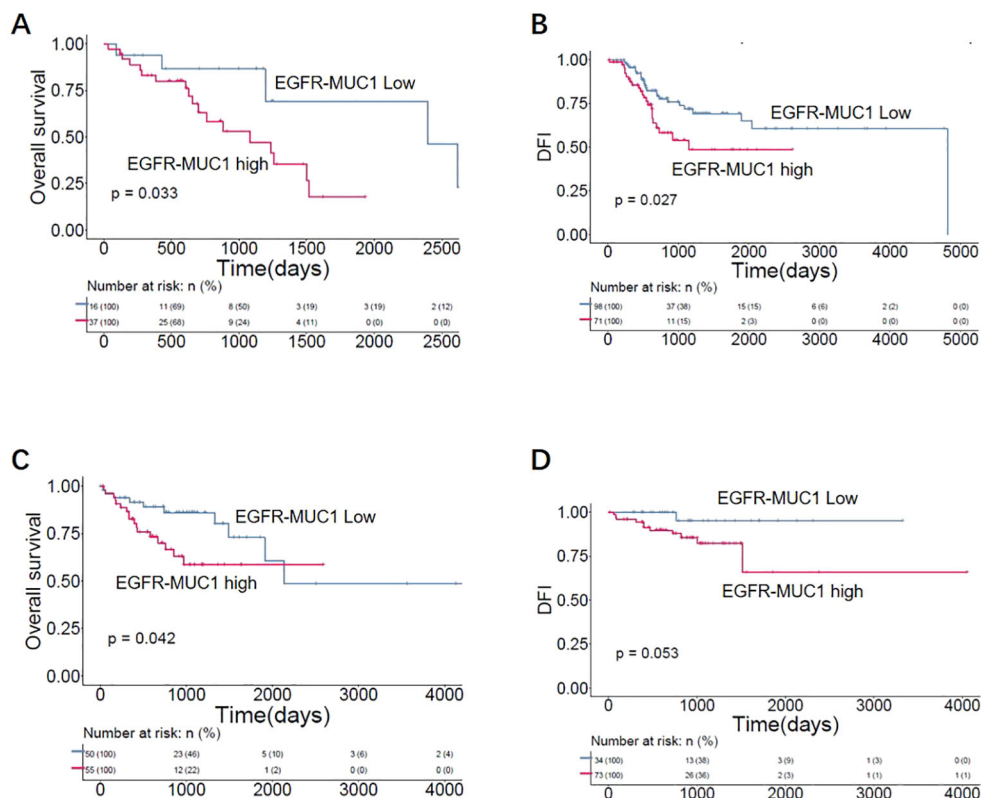 A
1.00
0.75
0.50
0.25
0.00
Overall survival
EGFR-MUC1 Low
EGFR-MUC1 high
p = 0.033
0 500 1000 1500 2000 2500
Time(days)
Number at risk: n (%)
16 (100) 11 (69) 8 (50) 3 (19) 3 (19) 2 (12)
37 (100) 25 (68) 9 (24) 4 (11) 0 (0) 0 (0)
0 500 1000 1500 2000 2500
B
1.00
0.75
0.50
0.25
0.00
DFI
EGFR-MUC1 Low
EGFR-MUC1 high
p = 0.027
0 1000 2000 3000 4000 5000
Time(days)
Number at risk: n (%)
98 (100) 37 (38) 15 (15) 6 (6) 2 (2) 0 (0)
71 (100) 11 (15) 2 (3) 0 (0) 0 (0) 0 (0)
0 1000 2000 3000 4000 5000
C
1.00
0.75
0.50
0.25
0.00
Overall survival
EGFR-MUC1 Low
EGFR-MUC1 high
p = 0.042
0 1000 2000 3000 4000
Time(days)
Number at risk: n (%)
50 (100) 23 (46) 5 (10) 3 (6) 2 (4)
55 (100) 12 (22) 1 (2) 0 (0) 0 (0)
0 1000 2000 3000 4000
D
1.00
0.75
0.50
0.25
0.00
DFI
EGFR-MUC1 Low
EGFR-MUC1 high
p = 0.053
0 1000 2000 3000 4000
Time(days)
Number at risk: n (%)
34 (100) 13 (38) 3 (9) 1 (3) 0 (0)
73 (100) 26 (36) 2 (3) 1 (1) 1 (1)
0 1000 2000 3000 4000